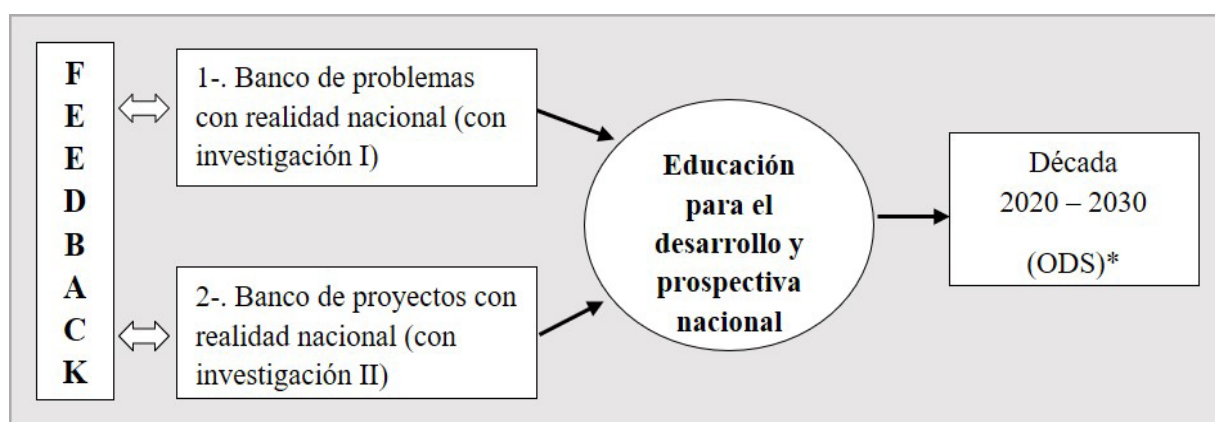 FEEDBACK
1-. Banco de problemas
con realidad nacional (con
investigación I)
2-. Banco de proyectos con
realidad nacional (con
investigación II)
Educación
para el
desarrollo y
prospectiva
nacional
Década
2020 – 2030
(ODS)*